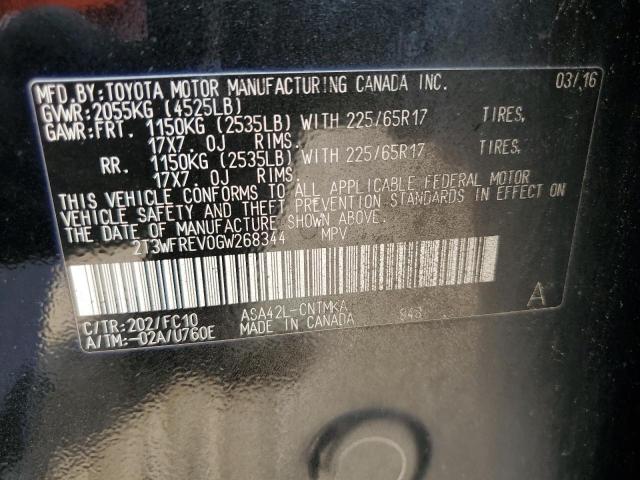 MFD.BY:TOYOTA MOTOR MANUFACTURING CANADA INC. 03/16
GVWR:2055KG (4525LB)
GAWR:FRT. 1150KG (2535LB) WITH 225/65R17 TIRES,
17X7.0J RIMS.
RR. 1150KG (2535LB) WITH 225/65R17 TIRES,
17X7.0J RIMS.
THIS VEHICLE CONFORMS TO ALL APPLICABLE FEDERAL MOTOR
VEHICLE SAFETY AND THEFT PREVENTION STANDARDS IN EFFECT ON
THE DATE OF MANUFACTURE SHOWN ABOVE.
2T3WFREV0GW268344 MPV
C/TR:202/FC10 ASA42L-CNTMKA 848 A
A/TM:-02A/U760E MADE IN CANADA